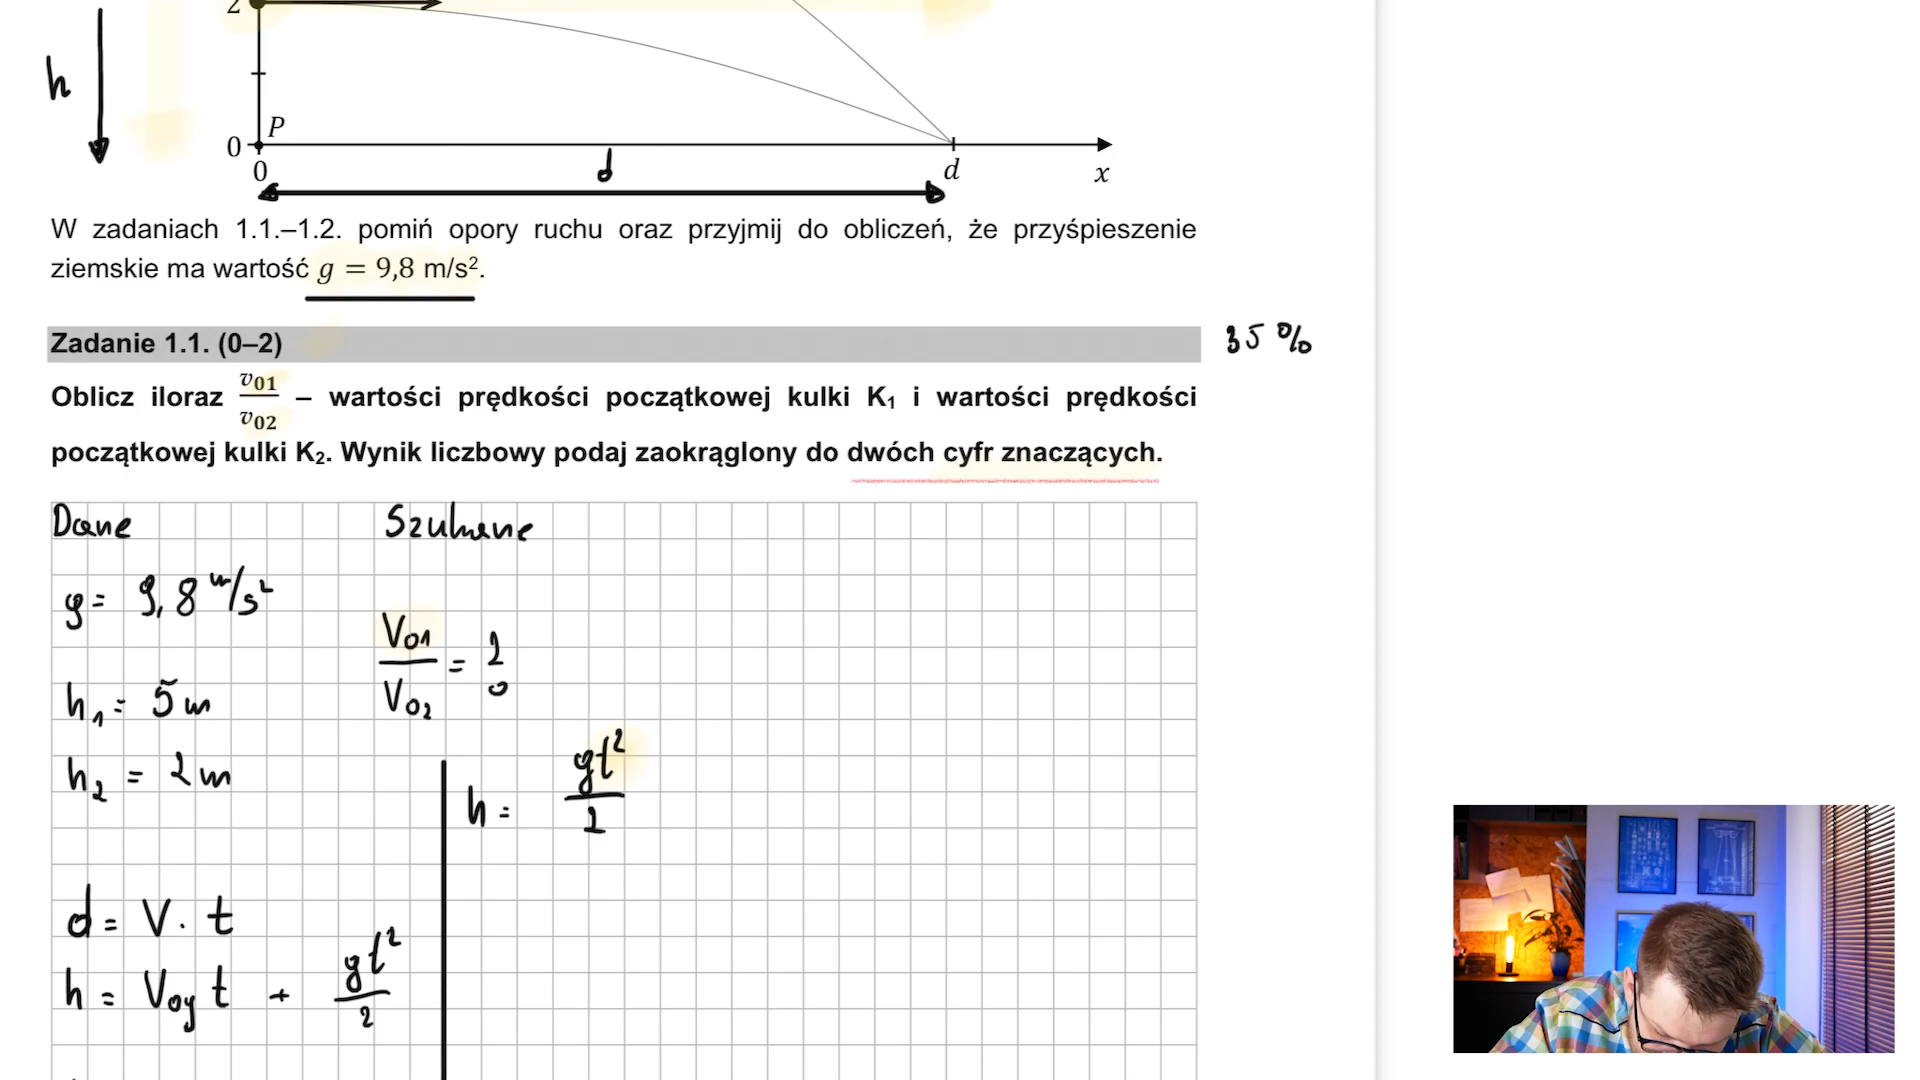 2
h
P
0
0
d
d
x
W zadaniach 1.1.–1.2. pomiń opory ruchu oraz przyjmij do obliczeń, że przyśpieszenie
ziemskie ma wartość g = 9,8 m/s².
Zadanie 1.1. (0–2)
35 %
Oblicz iloraz v₀₁/v₀₂ – wartości prędkości początkowej kulki K₁ i wartości prędkości
początkowej kulki K₂. Wynik liczbowy podaj zaokrąglony do dwóch cyfr znaczących.
Dane
Szukane
g = 9,8 m/s²
V₀₁/V₀₂ = ?
h₁ = 5 m
h₂ = 2 m
h = gt²/2
d = V · t
h = V₀y t + gt²/2